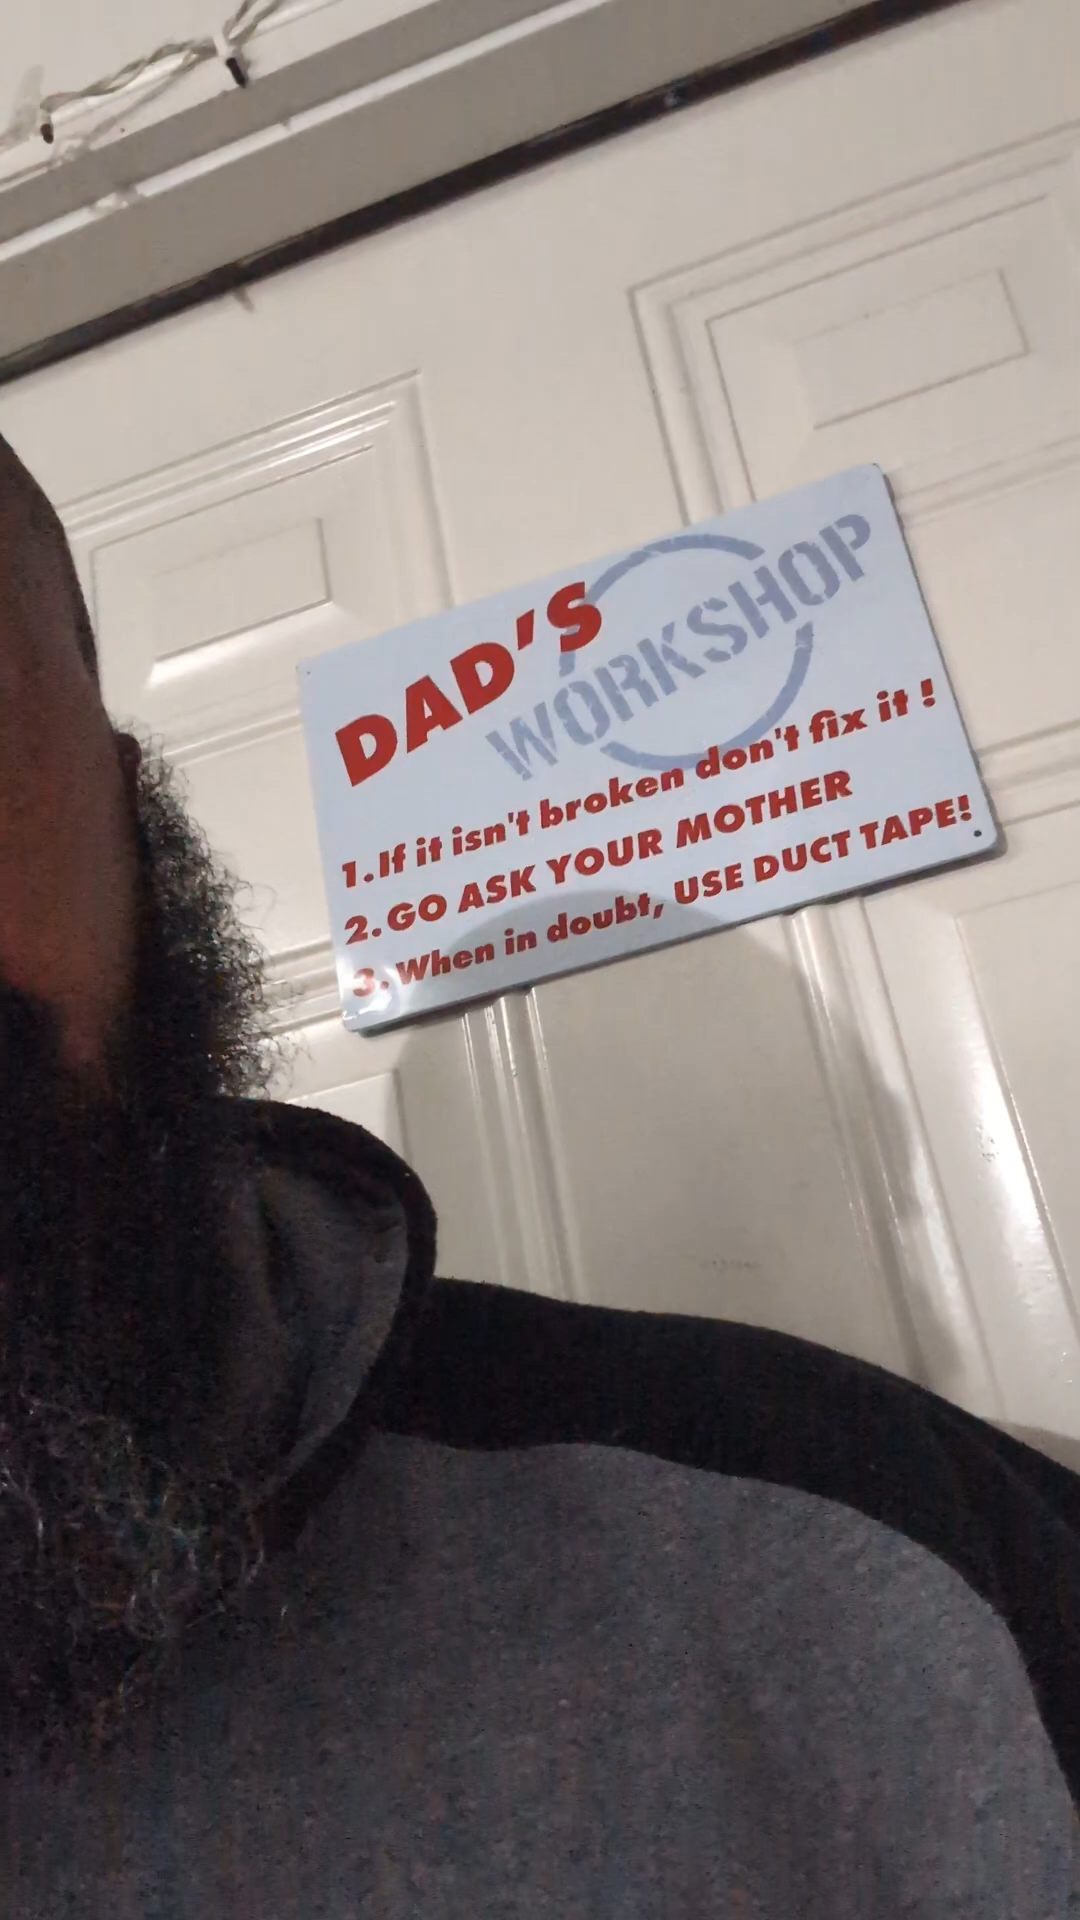 DAD'S
WORKSHOP
1. If it isn't broken don't fix it !
2. GO ASK YOUR MOTHER
3. When in doubt, USE DUCT TAPE!